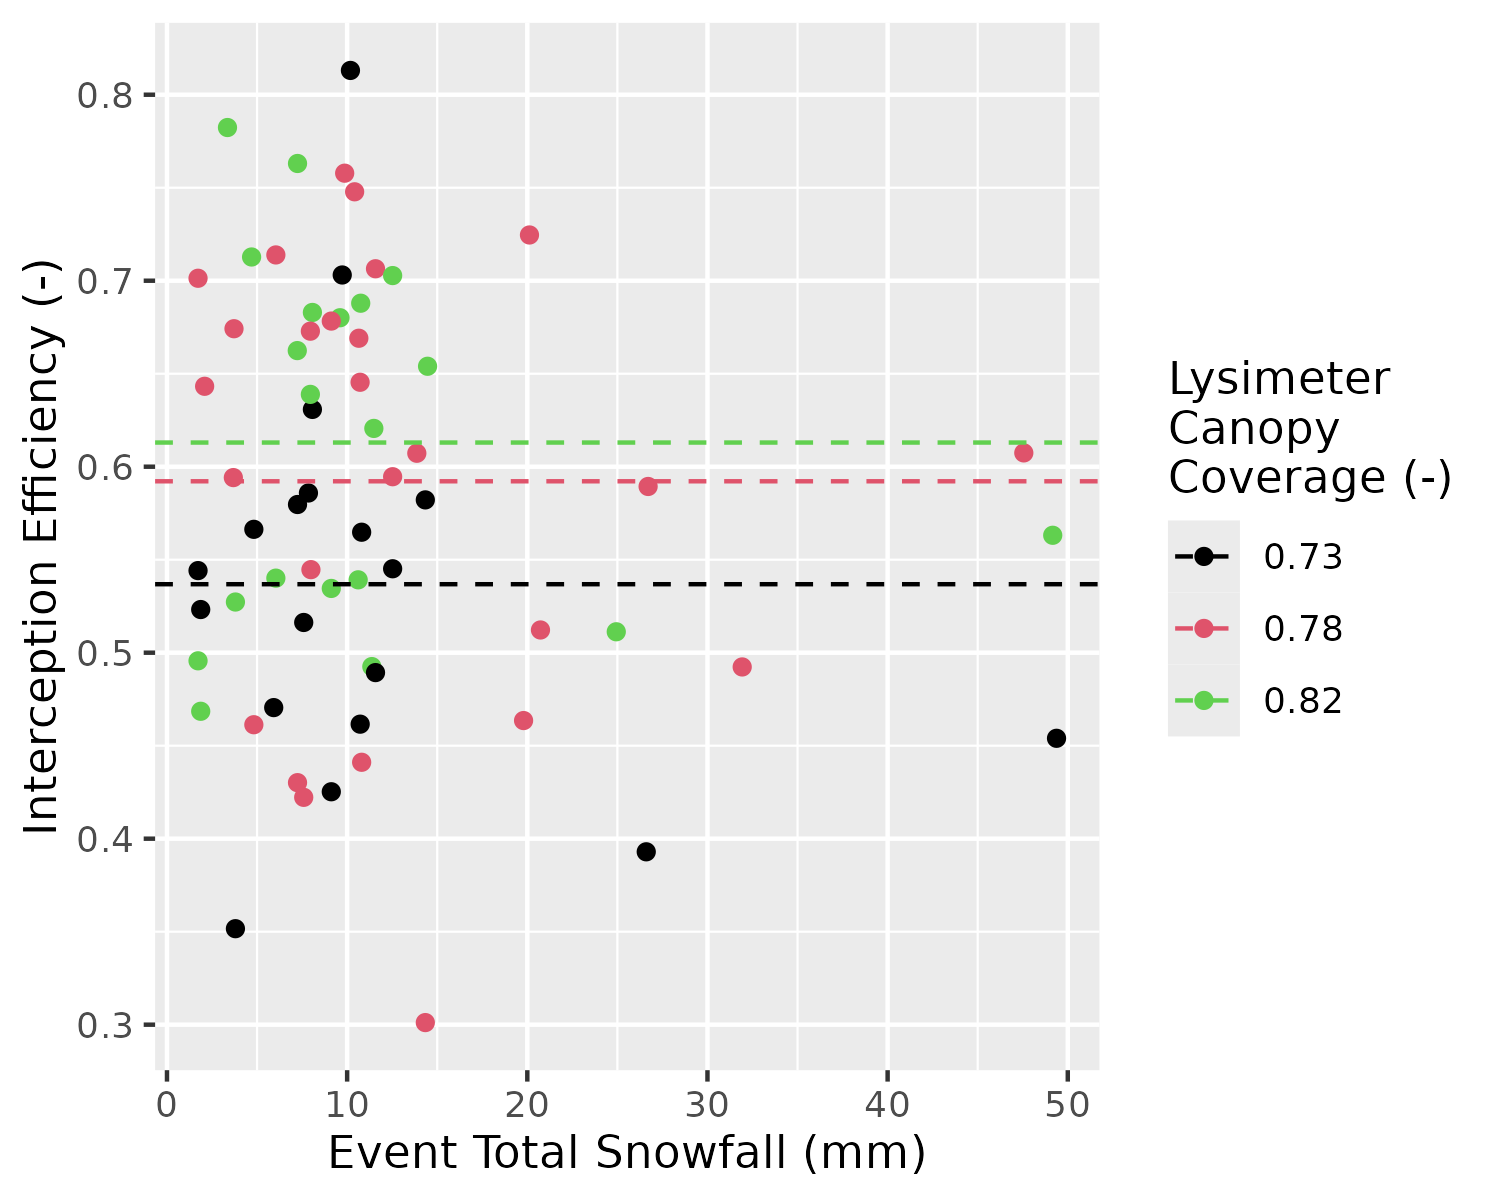 0.8
0.7
0.6
0.5
0.4
0.3
Interception Efficiency (-)
0 10 20 30 40 50
Event Total Snowfall (mm)
Lysimeter
Canopy
Coverage (-)
0.73
0.78
0.82